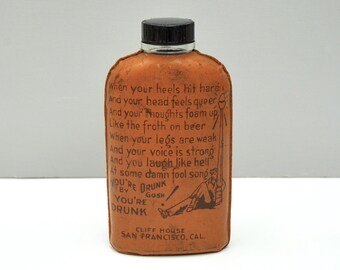 When your heels hit hard
And your head feels queer
And your thoughts foam up
Like the froth on beer
When your legs are weak
And your voice is strong
And you laugh like hell
At some damn fool song
YOU'RE DRUNK
BY GOSH
YOU'RE
DRUNK
CLIFF HOUSE
SAN FRANCISCO, CAL.